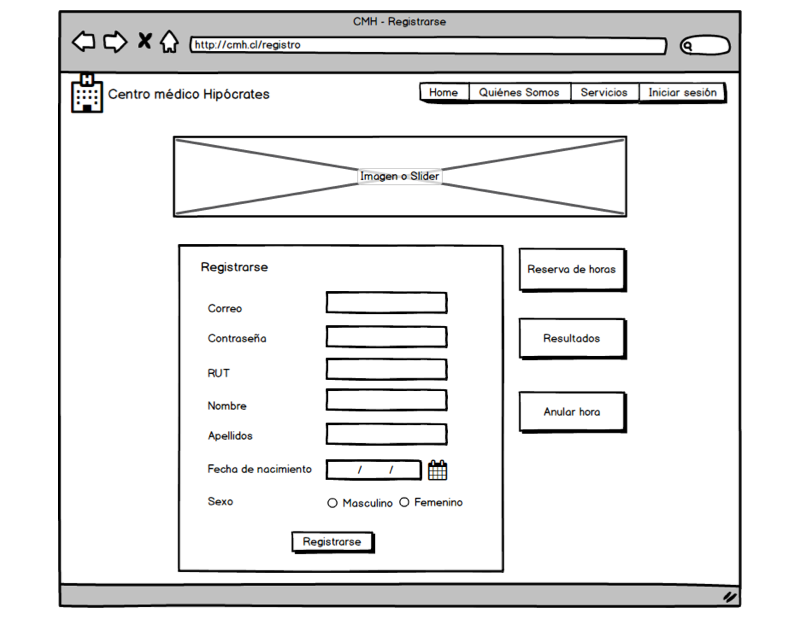 CMH - Registrarse
http://cmh.cl/registro
H
Centro médico Hipócrates
Home Quiénes Somos Servicios Iniciar sesión
Imagen o Slider
Registrarse
Correo
Contraseña
RUT
Nombre
Apellidos
Fecha de nacimiento / /
Sexo Masculino Femenino
Registrarse
Reserva de horas
Resultados
Anular hora